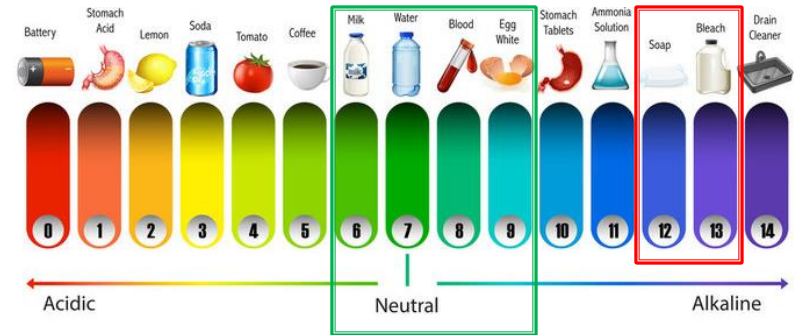 Battery
Stomach
Acid
Lemon
Soda
Tomato
Coffee
Milk
Water
Blood
Egg
White
Stomach
Tablets
Ammonia
Solution
Soap
Bleach
Drain
Cleaner
0 1 2 3 4 5 6 7 8 9 10 11 12 13 14
Acidic
Neutral
Alkaline